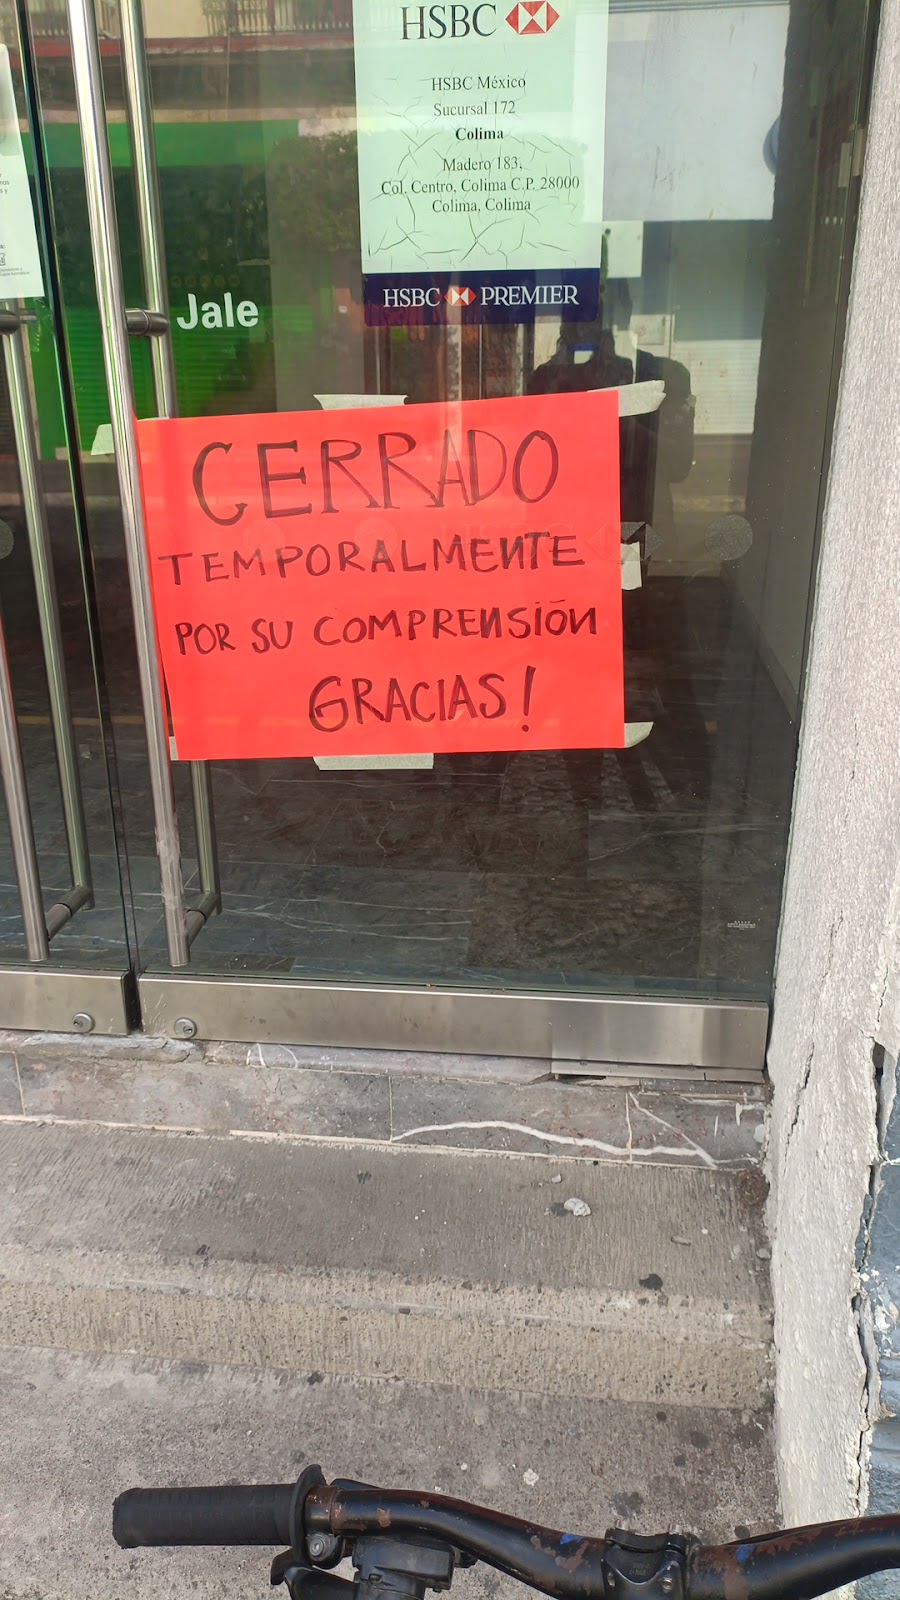 HSBC
HSBC México
Sucursal 172
Colima
Madero 183,
Col. Centro, Colima C.P. 28000
Colima, Colima
HSBC PREMIER
Jale
CERRADO
TEMPORALMENTE
POR SU COMPRENSIÓN
GRACIAS!